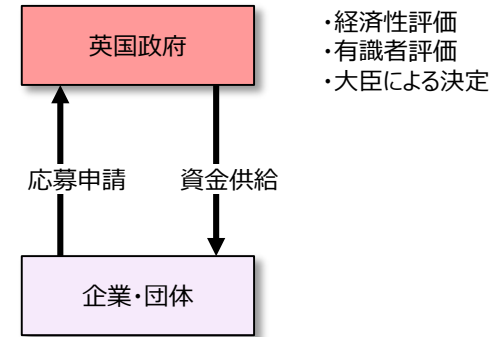 英国政府
・経済性評価
・有識者評価
・大臣による決定
応募申請
資金供給
企業・団体